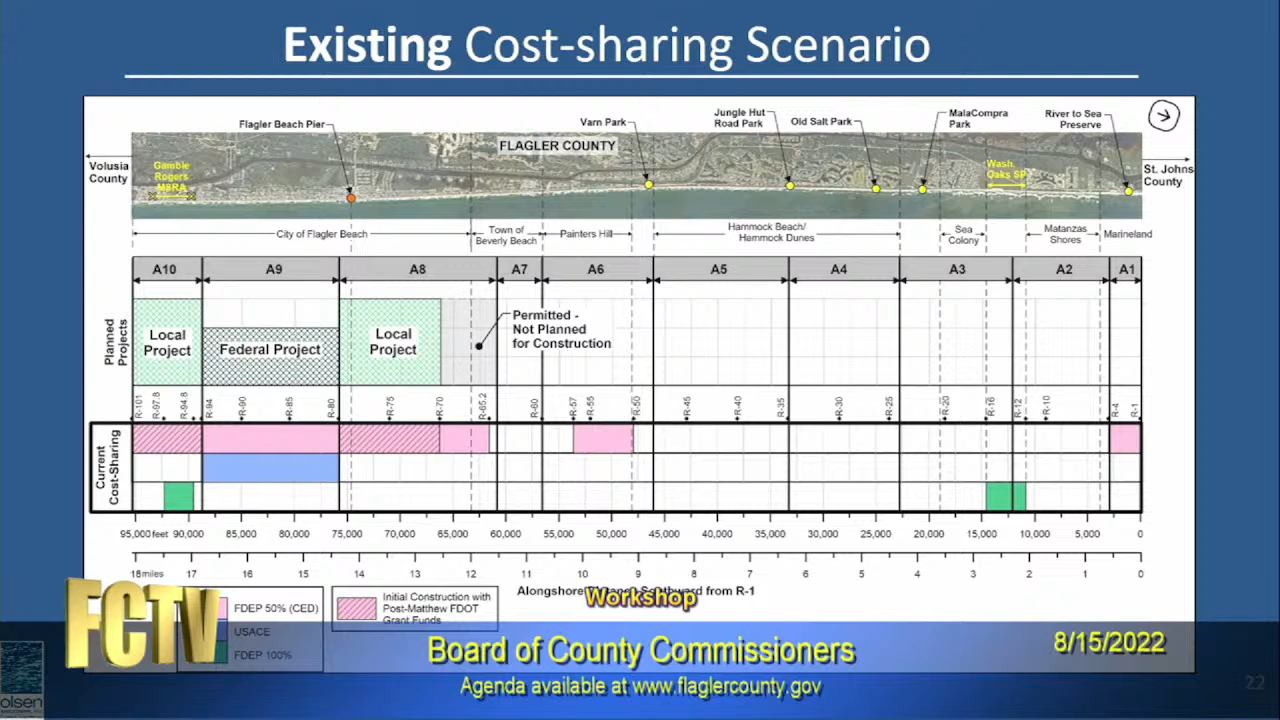 Existing Cost-sharing Scenario
Flagler Beach Pier
Varn Park
Jungle Hut
Road Park
Old Salt Park
MalaCompra
Park
River to Sea
Preserve
Volusia
County
Gamble
Rogers
FLAGLER COUNTY
Wash.
Oaks SP
St. Johns
County
City of Flagler Beach
Town of
Beverly Beach
Painters Hill
Hammock Beach/
Hammock Dunes
Sea
Colony
Matanzas
Shores
Marineland
A10 A9 A8 A7 A6 A5 A4 A3 A2 A1
Planned
Projects
Local
Project
Federal Project
Local
Project
Permitted -
Not Planned
for Construction
R-101 R-97.8 R-94.8 R-94 R-90 R-85 R-80 R-75 R-70 R-65.2 R-60 R-57 R-55 R-50 R-45 R-40 R-35 R-30 R-25 R-20 R-16 R-12 R-10 R-4 R-1
Current
Cost-Sharing
95,000 feet 90,000 85,000 80,000 75,000 70,000 65,000 60,000 55,000 50,000 45,000 40,000 35,000 30,000 25,000 20,000 15,000 10,000 5,000 0
18 miles 17 16 15 14 13 12 11 10 9 8 7 6 5 4 3 2 1 0
Alongshore Southward from R-1
FDEP 50% (CED)
USACE
FDEP 100%
Initial Construction with
Post-Matthew FDOT
Grant Funds
FCTV
Workshop
Board of County Commissioners
8/15/2022
Agenda available at www.flaglercounty.gov
olsen
22